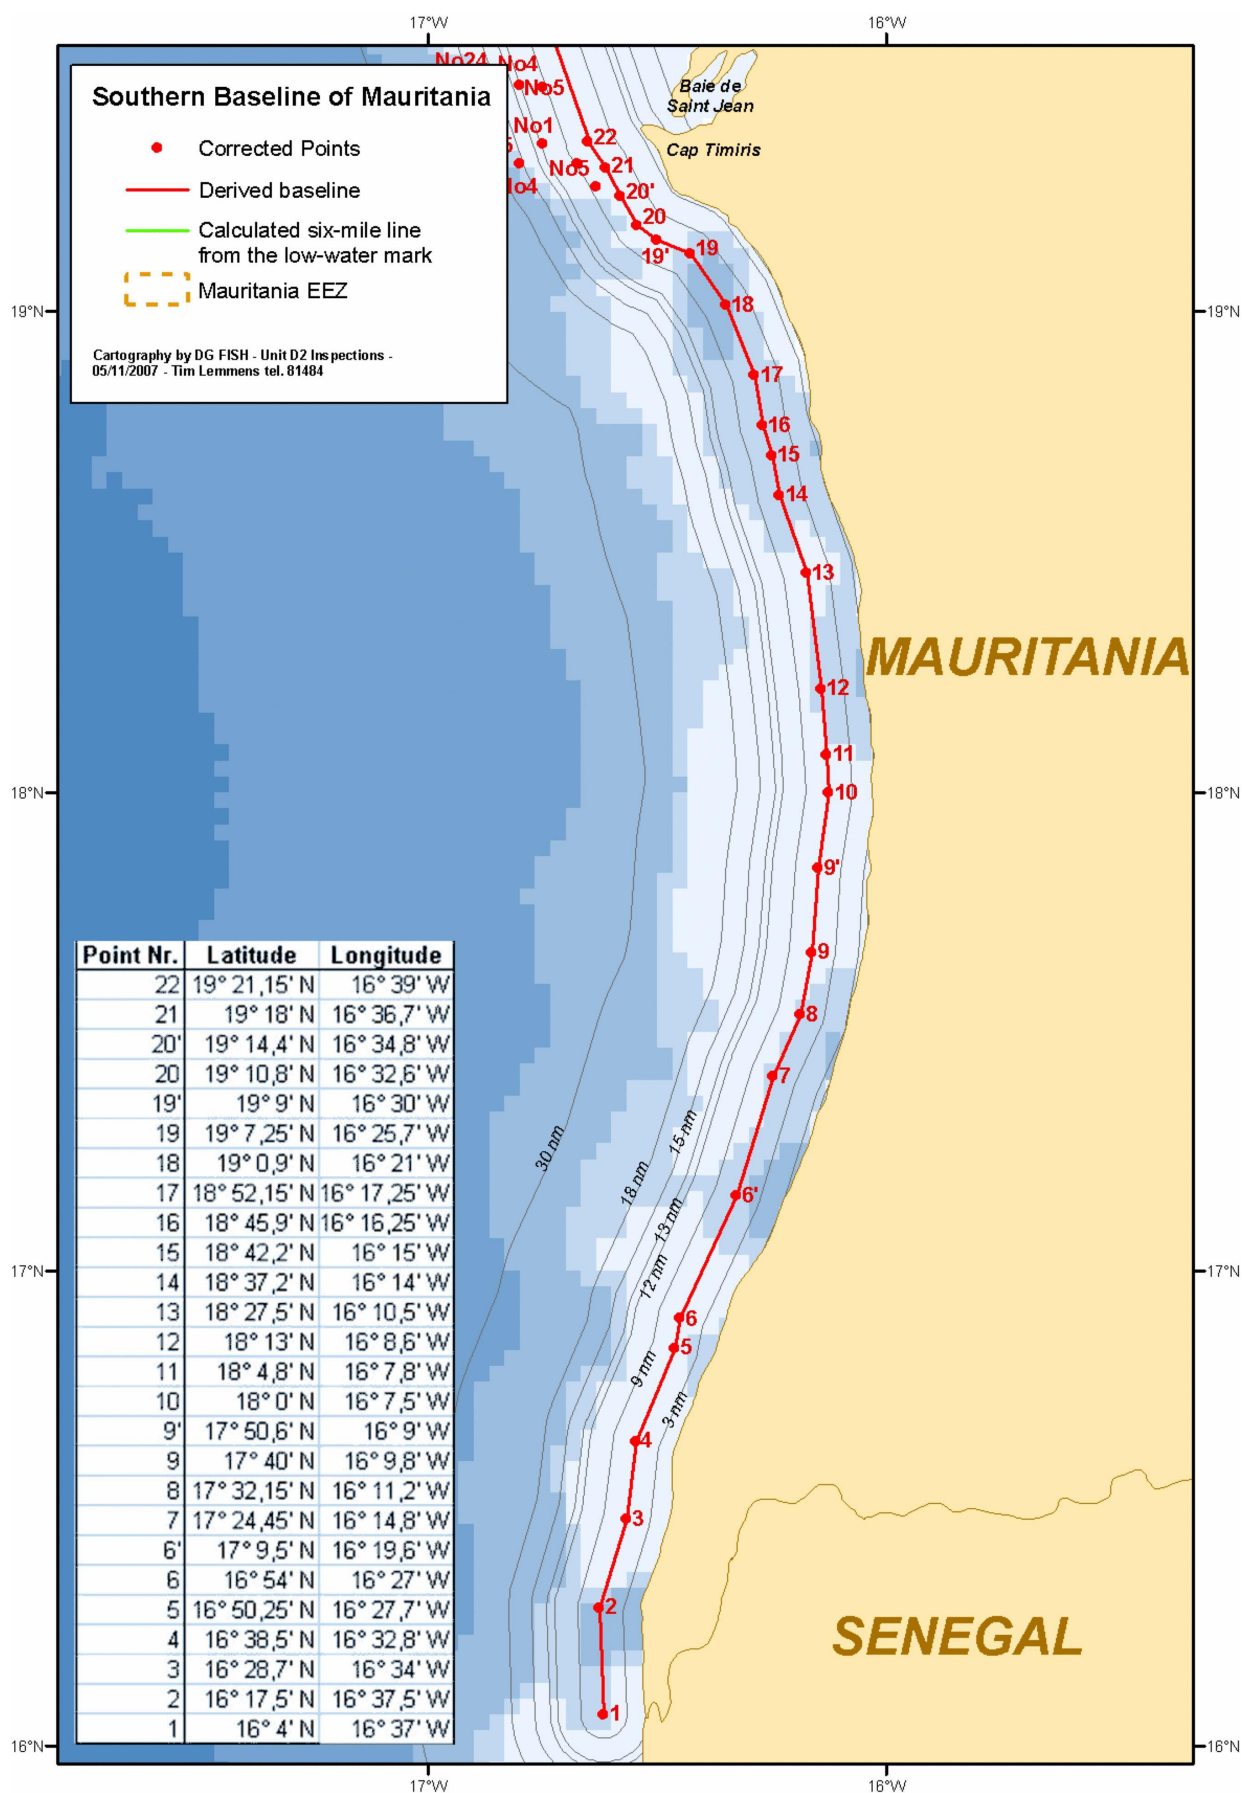 17°W 16°W
No24 No4
No5
Baie de
Saint Jean
Southern Baseline of Mauritania
Corrected Points
Derived baseline
Calculated six-mile line
from the low-water mark
Mauritania EEZ
Cartography by DG FISH - Unit D2 Inspections -
05/11/2007 - Tim Lemmens tel. 81484
No1
22
Cap Timiris
No5
21
20'
20
19'
19
19°N 19°N
18
17
16
15
14
13
MAURITANIA
12
11
18°N 18°N
10
9'
9
8
7
6'
30 nm
15 nm
18 nm
13 nm
12 nm
17°N 17°N
6
5
9 nm
3 nm
4
3
2
1
SENEGAL
Point Nr. Latitude Longitude
22 19° 21,15' N 16° 39' W
21 19° 18' N 16° 36,7' W
20' 19° 14,4' N 16° 34,8' W
20 19° 10,8' N 16° 32,6' W
19' 19° 9' N 16° 30' W
19 19° 7,25' N 16° 25,7' W
18 19° 0,9' N 16° 21' W
17 18° 52,15' N 16° 17,25' W
16 18° 45,9' N 16° 16,25' W
15 18° 42,2' N 16° 15' W
14 18° 37,2' N 16° 14' W
13 18° 27,5' N 16° 10,5' W
12 18° 13' N 16° 8,6' W
11 18° 4,8' N 16° 7,8' W
10 18° 0' N 16° 7,5' W
9' 17° 50,6' N 16° 9' W
9 17° 40' N 16° 9,8' W
8 17° 32,15' N 16° 11,2' W
7 17° 24,45' N 16° 14,8' W
6' 17° 9,5' N 16° 19,6' W
6 16° 54' N 16° 27' W
5 16° 50,25' N 16° 27,7' W
4 16° 38,5' N 16° 32,8' W
3 16° 28,7' N 16° 34' W
2 16° 17,5' N 16° 37,5' W
1 16° 4' N 16° 37' W
16°N 16°N
17°W 16°W